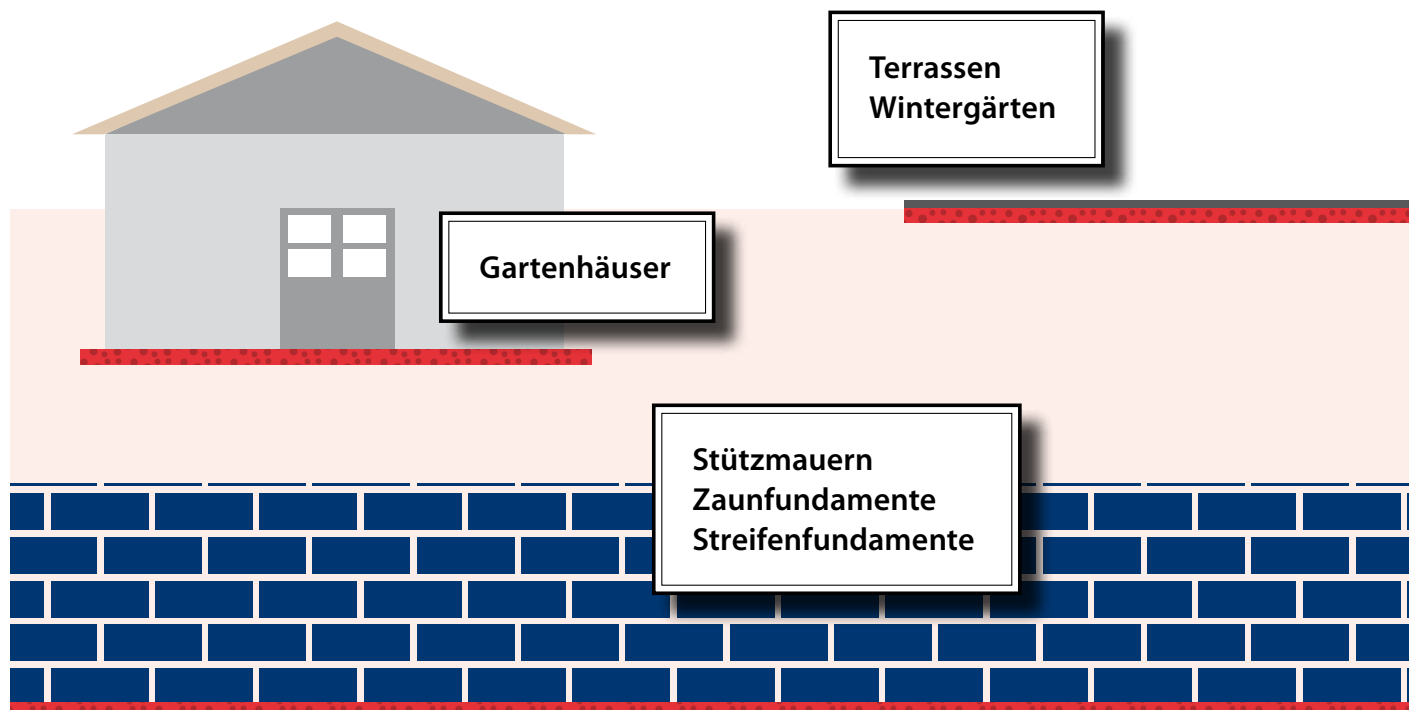 Terrassen
Wintergärten
Gartenhäuser
Stützmauern
Zaunfundamente
Streifenfundamente